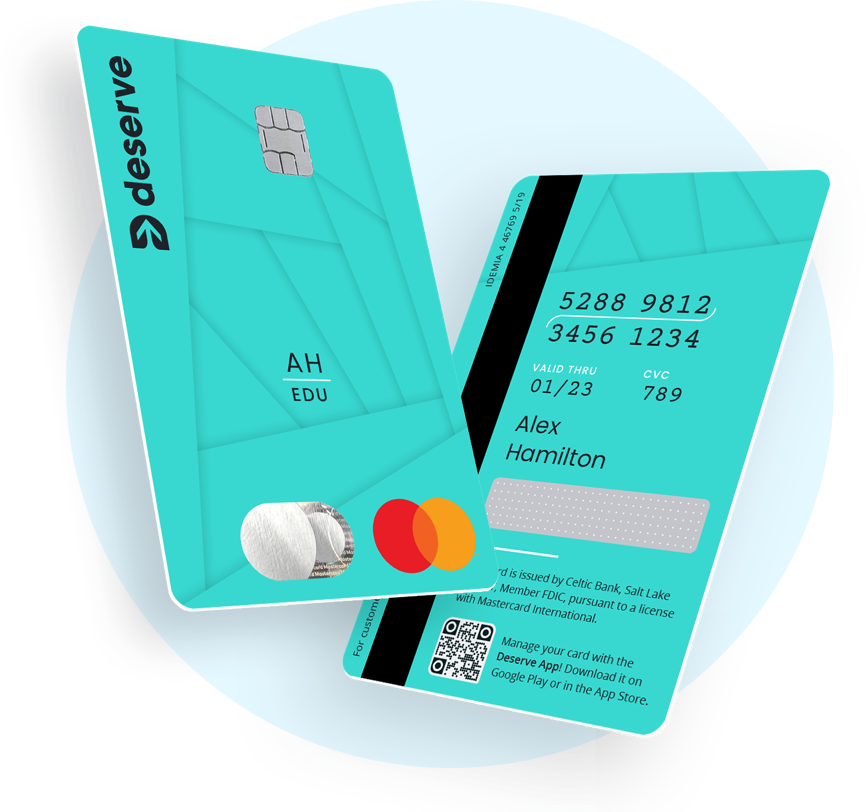 deserve
AH
EDU
IDEMIA 4 46769 5/19
5288 9812
3456 1234
VALID THRU
01/23
CVC
789
Alex
Hamilton
is issued by Celtic Bank, Salt Lake
Member FDIC, pursuant to a license
with Mastercard International.
For
Manage your card with the
Deserve App! Download it on
Google Play or in the App Store.